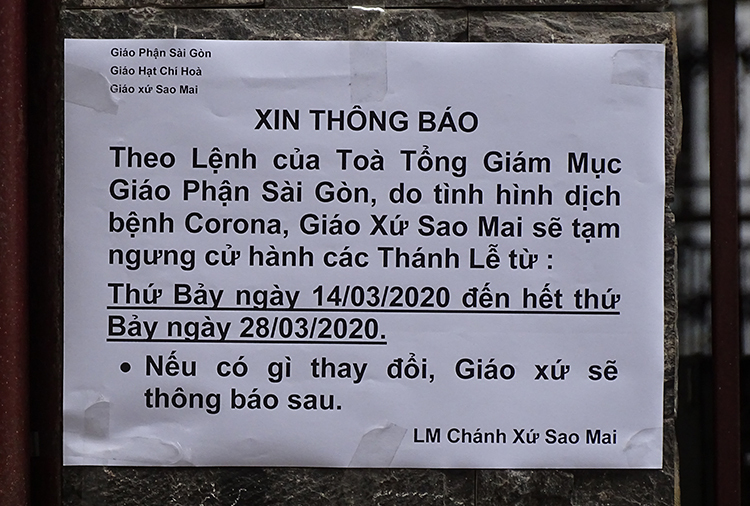 Giáo Phận Sài Gòn
Giáo Hạt Chí Hoà
Giáo xứ Sao Mai
XIN THÔNG BÁO
Theo Lệnh của Toà Tổng Giám Mục
Giáo Phận Sài Gòn, do tình hình dịch
bệnh Corona, Giáo Xứ Sao Mai sẽ tạm
ngưng cử hành các Thánh Lễ từ :
Thứ Bảy ngày 14/03/2020 đến hết thứ
Bảy ngày 28/03/2020.
• Nếu có gì thay đổi, Giáo xứ sẽ
thông báo sau.
LM Chánh Xứ Sao Mai